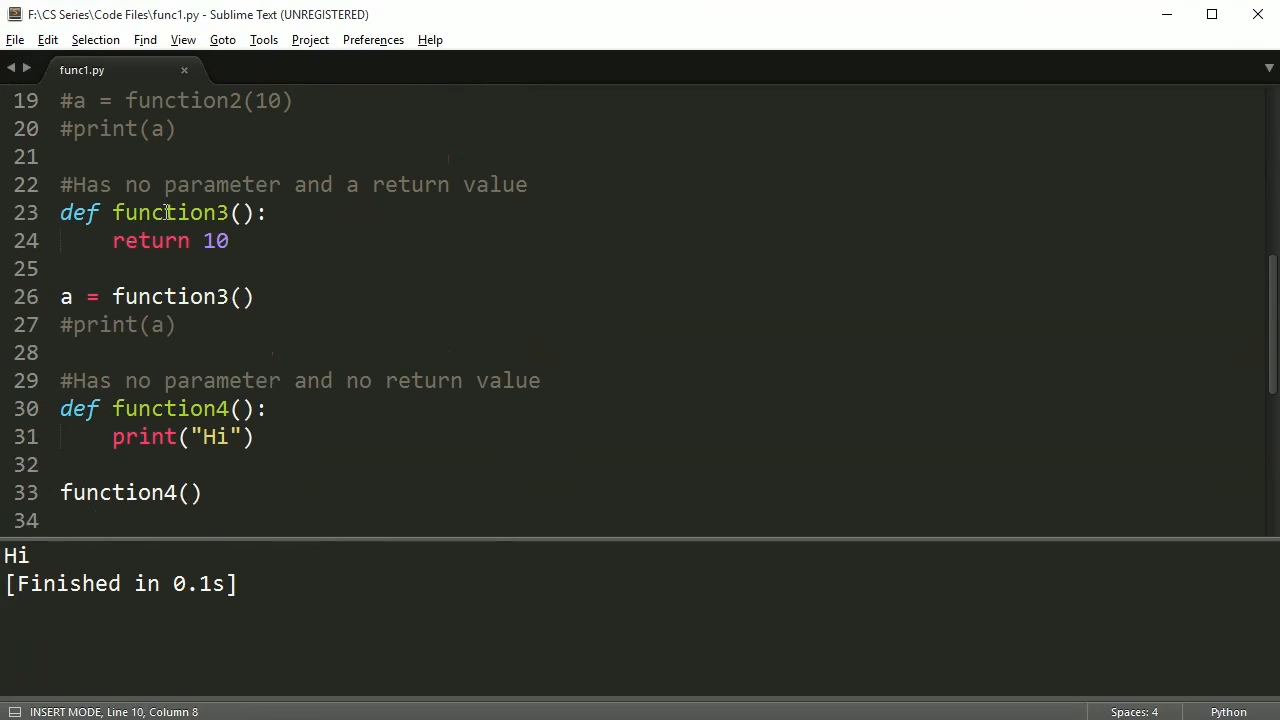 F:\CS Series\Code Files\func1.py - Sublime Text (UNREGISTERED)
File Edit Selection Find View Goto Tools Project Preferences Help
func1.py
19 #a = function2(10)
20 #print(a)
21
22 #Has no parameter and a return value
23 def function3():
24     return 10
25
26 a = function3()
27 #print(a)
28
29 #Has no parameter and no return value
30 def function4():
31     print("Hi")
32
33 function4()
34
Hi
[Finished in 0.1s]
INSERT MODE, Line 10, Column 8 Spaces: 4 Python